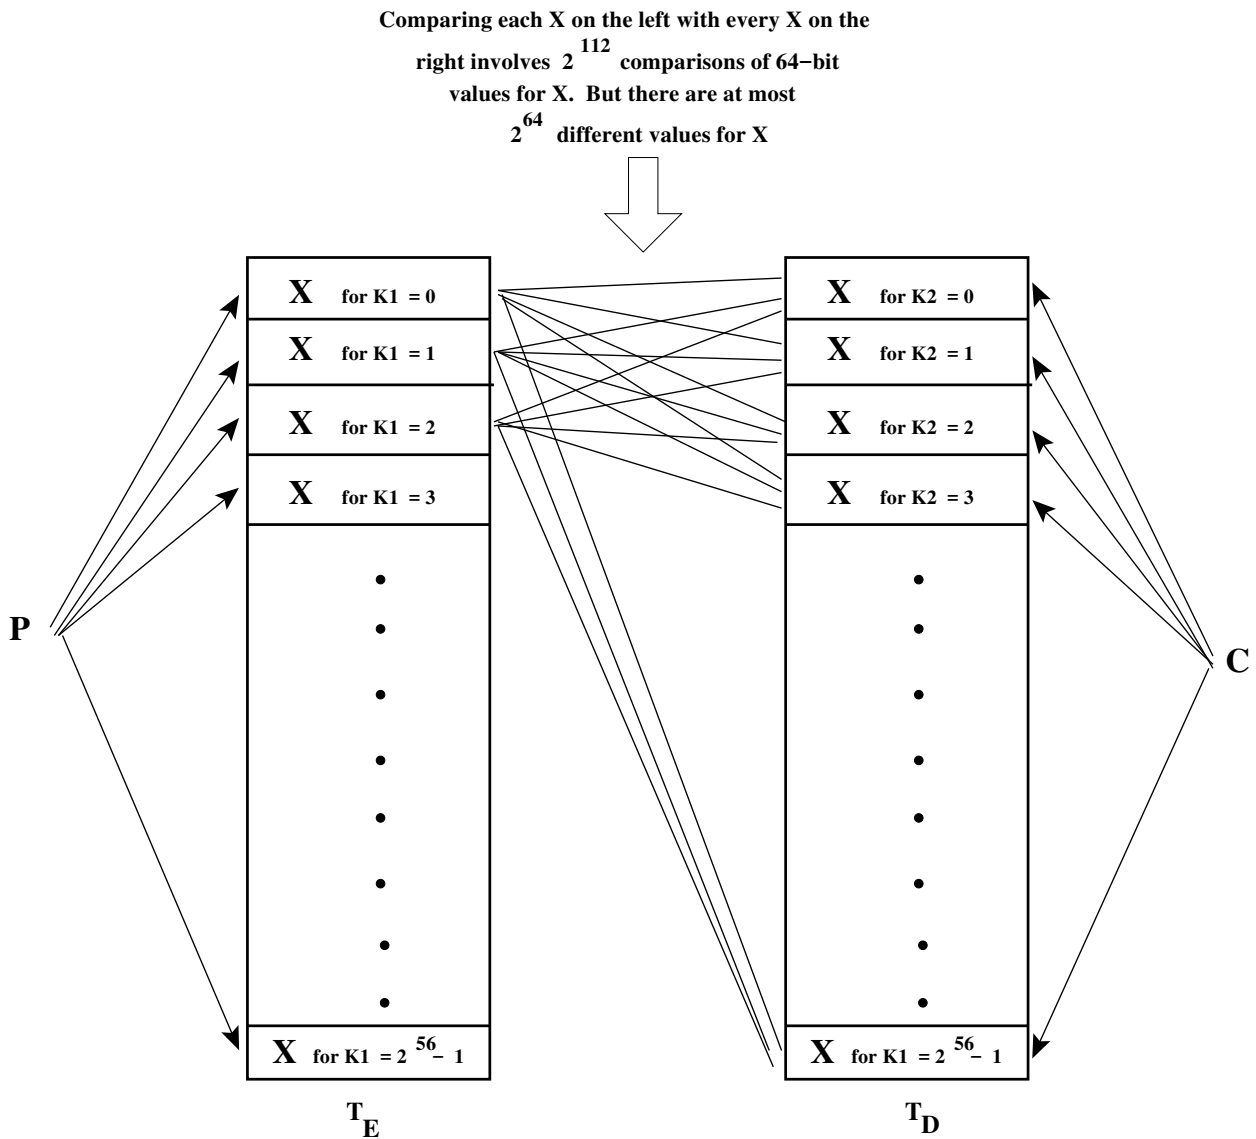 Comparing each X on the left with every X on the
right involves 2^112 comparisons of 64-bit
values for X. But there are at most
2^64 different values for X
X for K1 = 0
X for K2 = 0
X for K1 = 1
X for K2 = 1
X for K1 = 2
X for K2 = 2
X for K1 = 3
X for K2 = 3
P
C
X for K1 = 2^56 - 1
X for K1 = 2^56 - 1
T_E
T_D